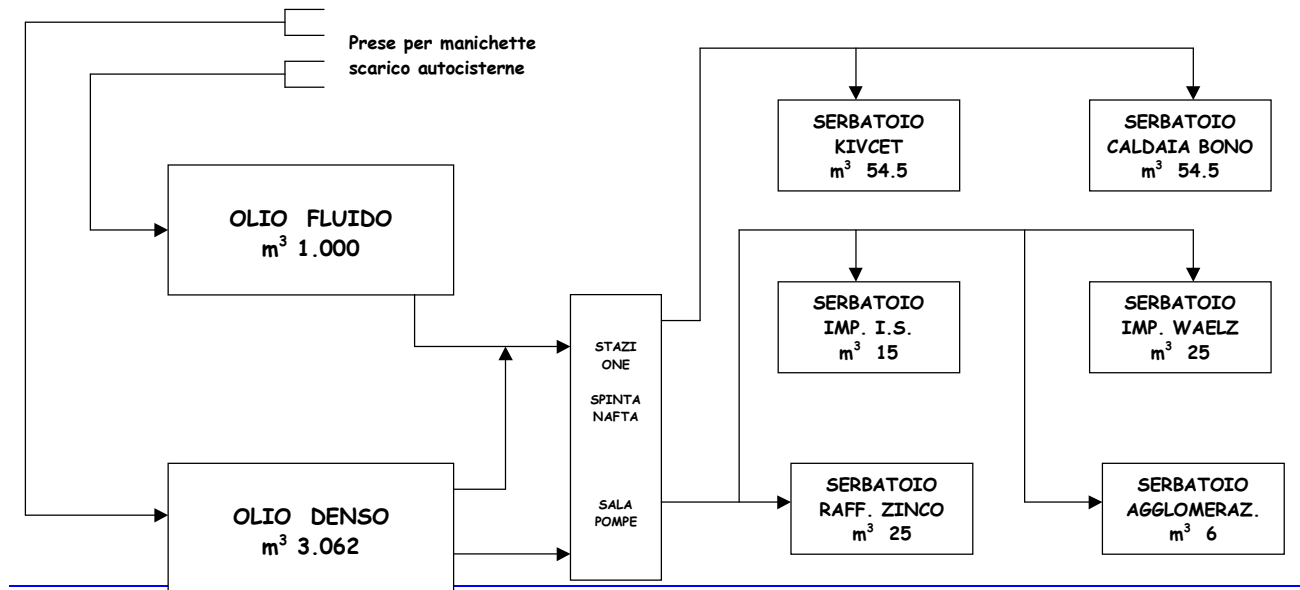 Prese per manichette
scarico autocisterne
SERBATOIO
KIVCET
m³ 54.5
SERBATOIO
CALDAIA BONO
m³ 54.5
OLIO FLUIDO
m³ 1.000
SERBATOIO
IMP. I.S.
m³ 15
SERBATOIO
IMP. WAELZ
m³ 25
STAZI
ONE
SPINTA
NAFTA
SALA
POMPE
OLIO DENSO
m³ 3.062
SERBATOIO
RAFF. ZINCO
m³ 25
SERBATOIO
AGGLOMERAZ.
m³ 6